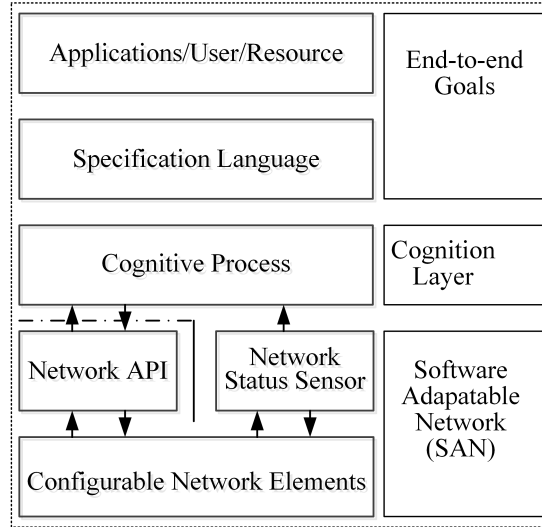 Applications/User/Resource
End-to-end
Goals
Specification Language
Cognitive Process
Cognition
Layer
Network API
Network
Status Sensor
Software
Adapatable
Network
(SAN)
Configurable Network Elements